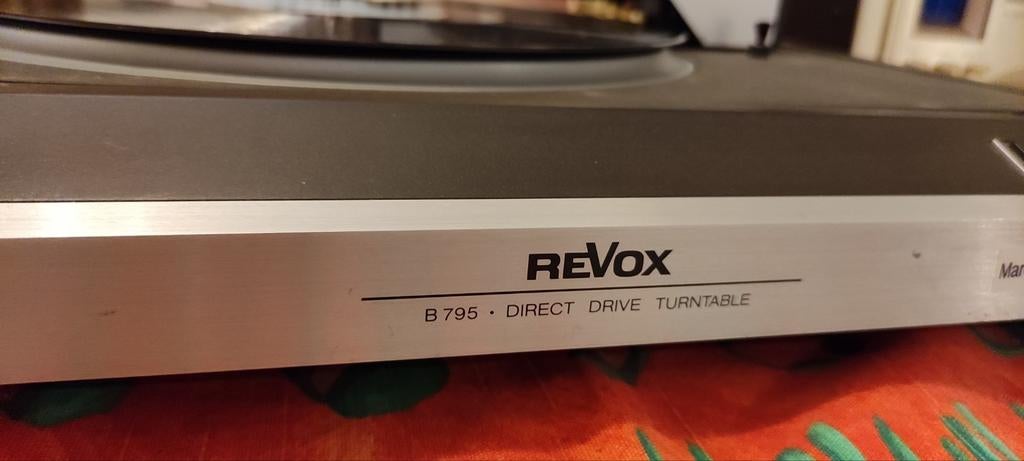 REVOX
B 795 • DIRECT DRIVE TURNTABLE